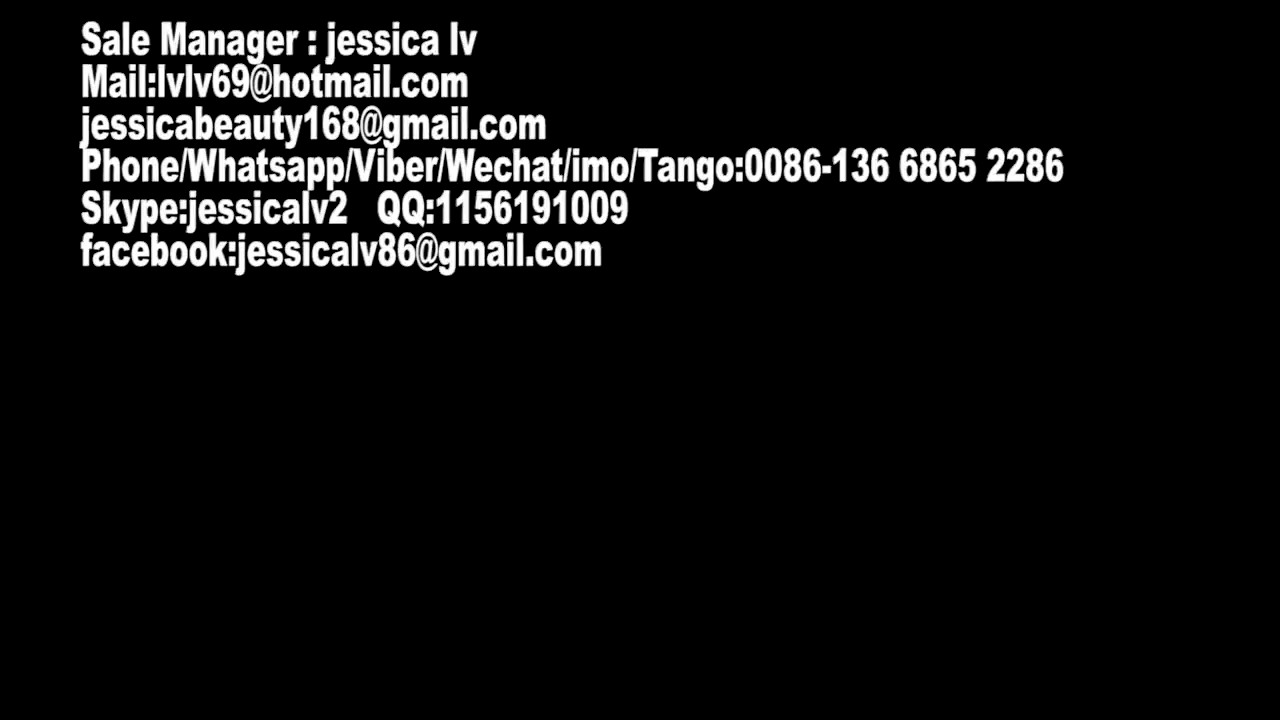 Sale Manager : jessica lv
Mail:lvlv69@hotmail.com
jessicabeauty168@gmail.com
Phone/Whatsapp/Viber/Wechat/imo/Tango:0086-136 6865 2286
Skype:jessicalv2   QQ:1156191009
facebook:jessicalv86@gmail.com